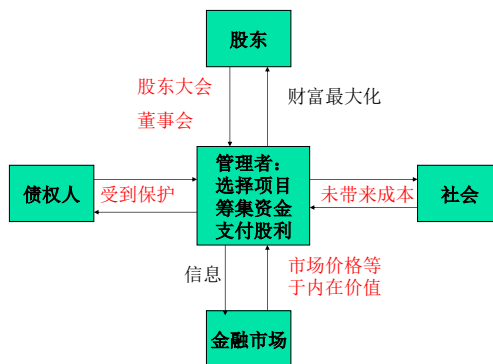 股东
股东大会
董事会
财富最大化
债权人
受到保护
管理者：
选择项目
筹集资金
支付股利
未带来成本
社会
信息
市场价格等
于内在价值
金融市场